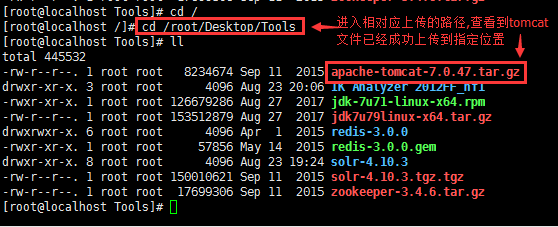 [root@localhost Tools]# cd /
[root@localhost /]# cd /root/Desktop/Tools
进入相对应上传的路径,查看到tomcat
文件已经成功上传到指定位置
[root@localhost Tools]# ll
total 445532
-rw-r--r--. 1 root root 8234674 Sep 11 2015 apache-tomcat-7.0.47.tar.gz
drwxr-xr-x. 3 root root 4096 Aug 23 20:06 IK Analyzer 2012FF_hf1
-rw-r--r--. 1 root root 126679286 Aug 27 2017 jdk-7u71-linux-x64.rpm
-rw-r--r--. 1 root root 153512879 Aug 27 2017 jdk7u79linux-x64.tar.gz
drwxrwxr-x. 6 root root 4096 Apr 1 2015 redis-3.0.0
-rw-r--r--. 1 root root 57856 May 14 2015 redis-3.0.0.gem
drwxr-xr-x. 8 root root 4096 Aug 23 19:24 solr-4.10.3
-rw-r--r--. 1 root root 150010621 Sep 11 2015 solr-4.10.3.tgz.tgz
-rw-r--r--. 1 root root 17699306 Sep 11 2015 zookeeper-3.4.6.tar.gz
[root@localhost Tools]#